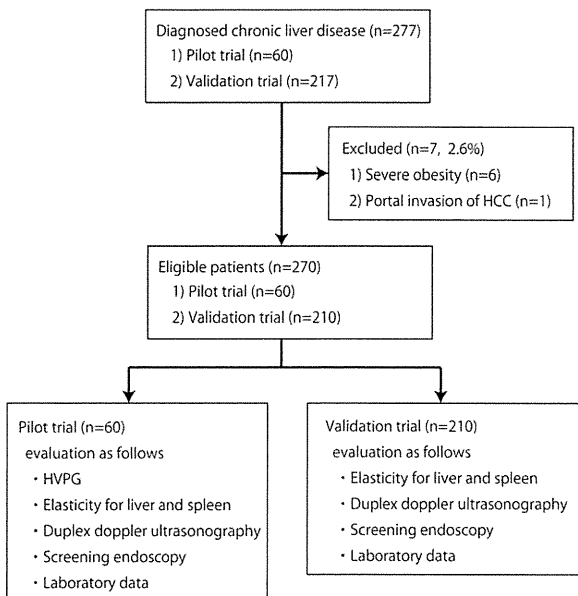 Diagnosed chronic liver disease (n=277)
1) Pilot trial (n=60)
2) Validation trial (n=217)
Excluded (n=7, 2.6%)
1) Severe obesity (n=6)
2) Portal invasion of HCC (n=1)
Eligible patients (n=270)
1) Pilot trial (n=60)
2) Validation trial (n=210)
Pilot trial (n=60)
evaluation as follows
・HVPG
・Elasticity for liver and spleen
・Duplex doppler ultrasonography
・Screening endoscopy
・Laboratory data
Validation trial (n=210)
evaluation as follows
・Elasticity for liver and spleen
・Duplex doppler ultrasonography
・Screening endoscopy
・Laboratory data